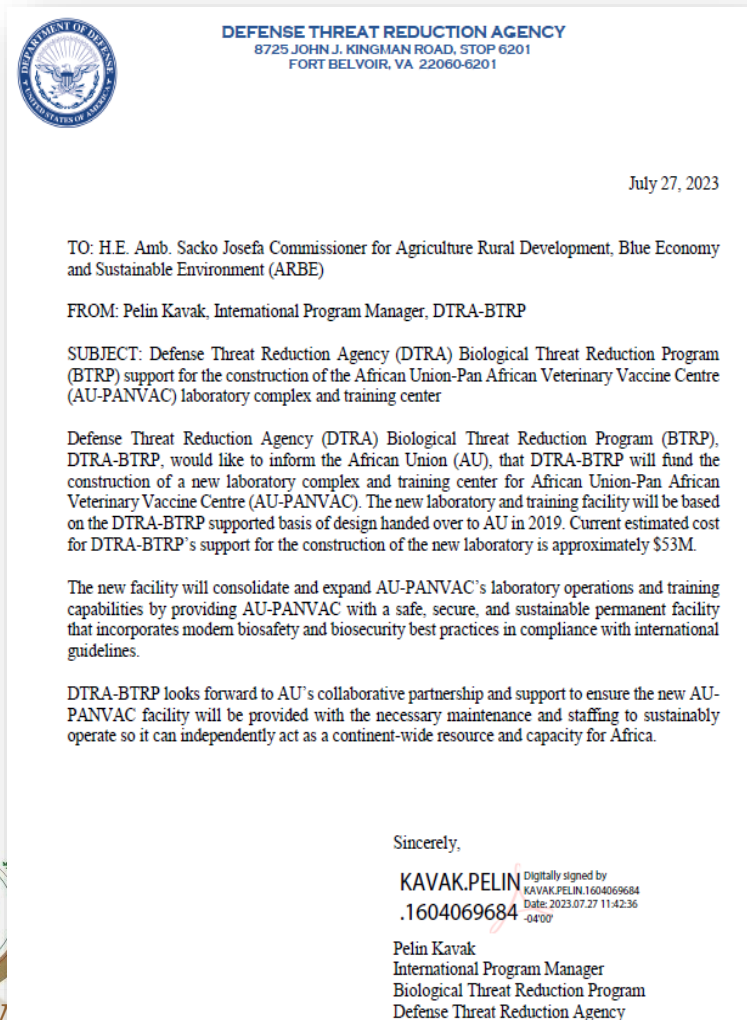 DEPARTMENT OF DEFENSE
UNITED STATES OF AMERICA
DEFENSE THREAT REDUCTION AGENCY
8725 JOHN J. KINGMAN ROAD, STOP 6201
FORT BELVOIR, VA 22060-6201
July 27, 2023
TO: H.E. Amb. Sacko Josefa Commissioner for Agriculture Rural Development, Blue Economy
and Sustainable Environment (ARBE)
FROM: Pelin Kavak, International Program Manager, DTRA-BTRP
SUBJECT: Defense Threat Reduction Agency (DTRA) Biological Threat Reduction Program
(BTRP) support for the construction of the African Union-Pan African Veterinary Vaccine Centre
(AU-PANVAC) laboratory complex and training center
Defense Threat Reduction Agency (DTRA) Biological Threat Reduction Program (BTRP),
DTRA-BTRP, would like to inform the African Union (AU), that DTRA-BTRP will fund the
construction of a new laboratory complex and training center for African Union-Pan African
Veterinary Vaccine Centre (AU-PANVAC). The new laboratory and training facility will be based
on the DTRA-BTRP supported basis of design handed over to AU in 2019. Current estimated cost
for DTRA-BTRP’s support for the construction of the new laboratory is approximately $53M.
The new facility will consolidate and expand AU-PANVAC’s laboratory operations and training
capabilities by providing AU-PANVAC with a safe, secure, and sustainable permanent facility
that incorporates modern biosafety and biosecurity best practices in compliance with international
guidelines.
DTRA-BTRP looks forward to AU’s collaborative partnership and support to ensure the new AU-
PANVAC facility will be provided with the necessary maintenance and staffing to sustainably
operate so it can independently act as a continent-wide resource and capacity for Africa.
Sincerely,
KAVAK.PELIN
.1604069684
Digitally signed by
KAVAK.PELIN.1604069684
Date: 2023.07.27 11:42:36
-04'00'
Pelin Kavak
International Program Manager
Biological Threat Reduction Program
Defense Threat Reduction Agency